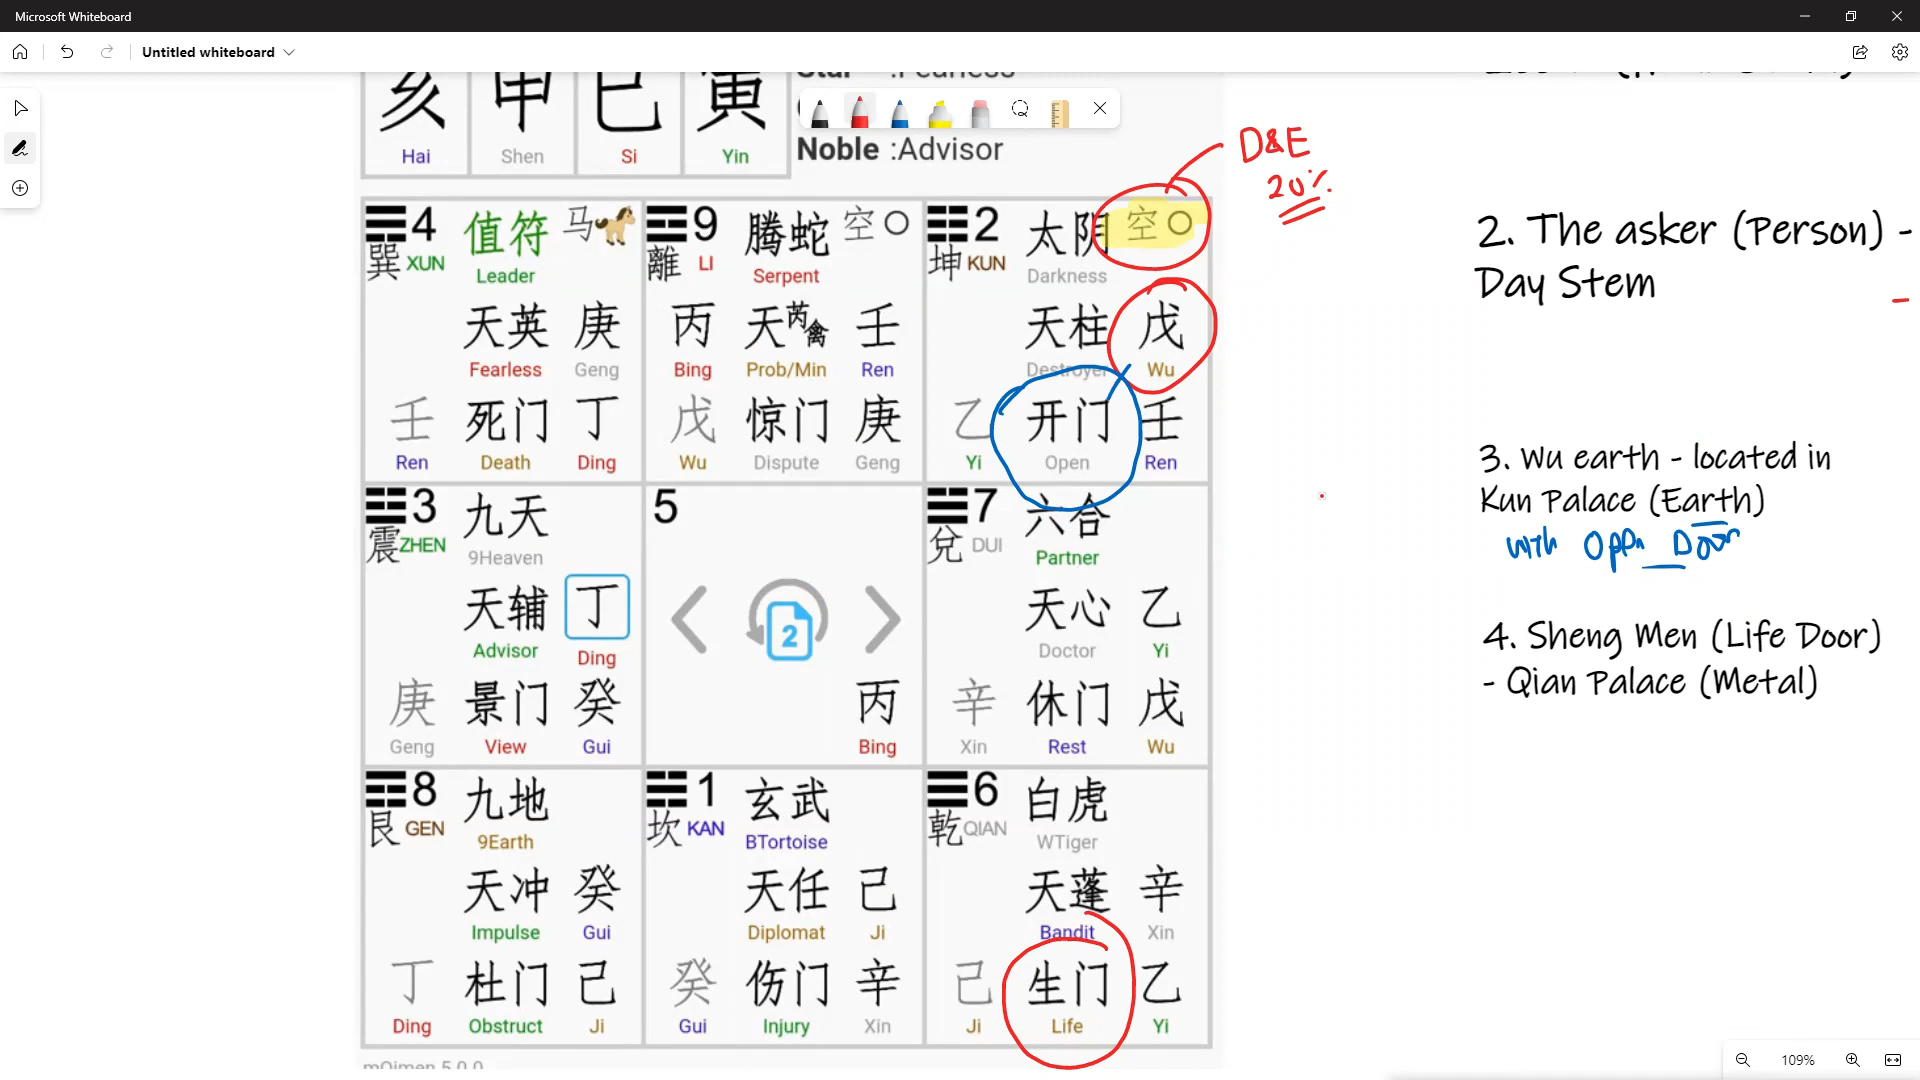 Microsoft Whiteboard
Untitled whiteboard
亥 申 巳 寅
Hai Shen Si Yin
Star :Fearless
Noble :Advisor
D&E
20%
4 值符 马
巽 XUN Leader
天英 庚
Fearless Geng
壬 死门 丁
Ren Death Ding
9 腾蛇 空
離 LI Serpent
丙 天芮禽 壬
Bing Prob/Min Ren
戊 惊门 庚
Wu Dispute Geng
2 太阴 空
坤 KUN Darkness
天柱 戊
Destroyer Wu
乙 开门 壬
Yi Open Ren
3 九天
震 ZHEN 9Heaven
天辅 丁
Advisor Ding
庚 景门 癸
Geng View Gui
5
2
丙
Bing
7 六合
兌 DUI Partner
天心 乙
Doctor Yi
辛 休门 戊
Xin Rest Wu
8 九地
艮 GEN 9Earth
天冲 癸
Impulse Gui
丁 杜门 己
Ding Obstruct Ji
1 玄武
坎 KAN BTortoise
天任 己
Diplomat Ji
癸 伤门 辛
Gui Injury Xin
6 白虎
乾 QIAN WTiger
天蓬 辛
Bandit Xin
己 生门 乙
Ji Life Yi
mQimen 5.0.0
2. The asker (Person) -
Day Stem
3. Wu earth - located in
Kun Palace (Earth)
with Open Door
4. Sheng Men (Life Door)
- Qian Palace (Metal)
109%